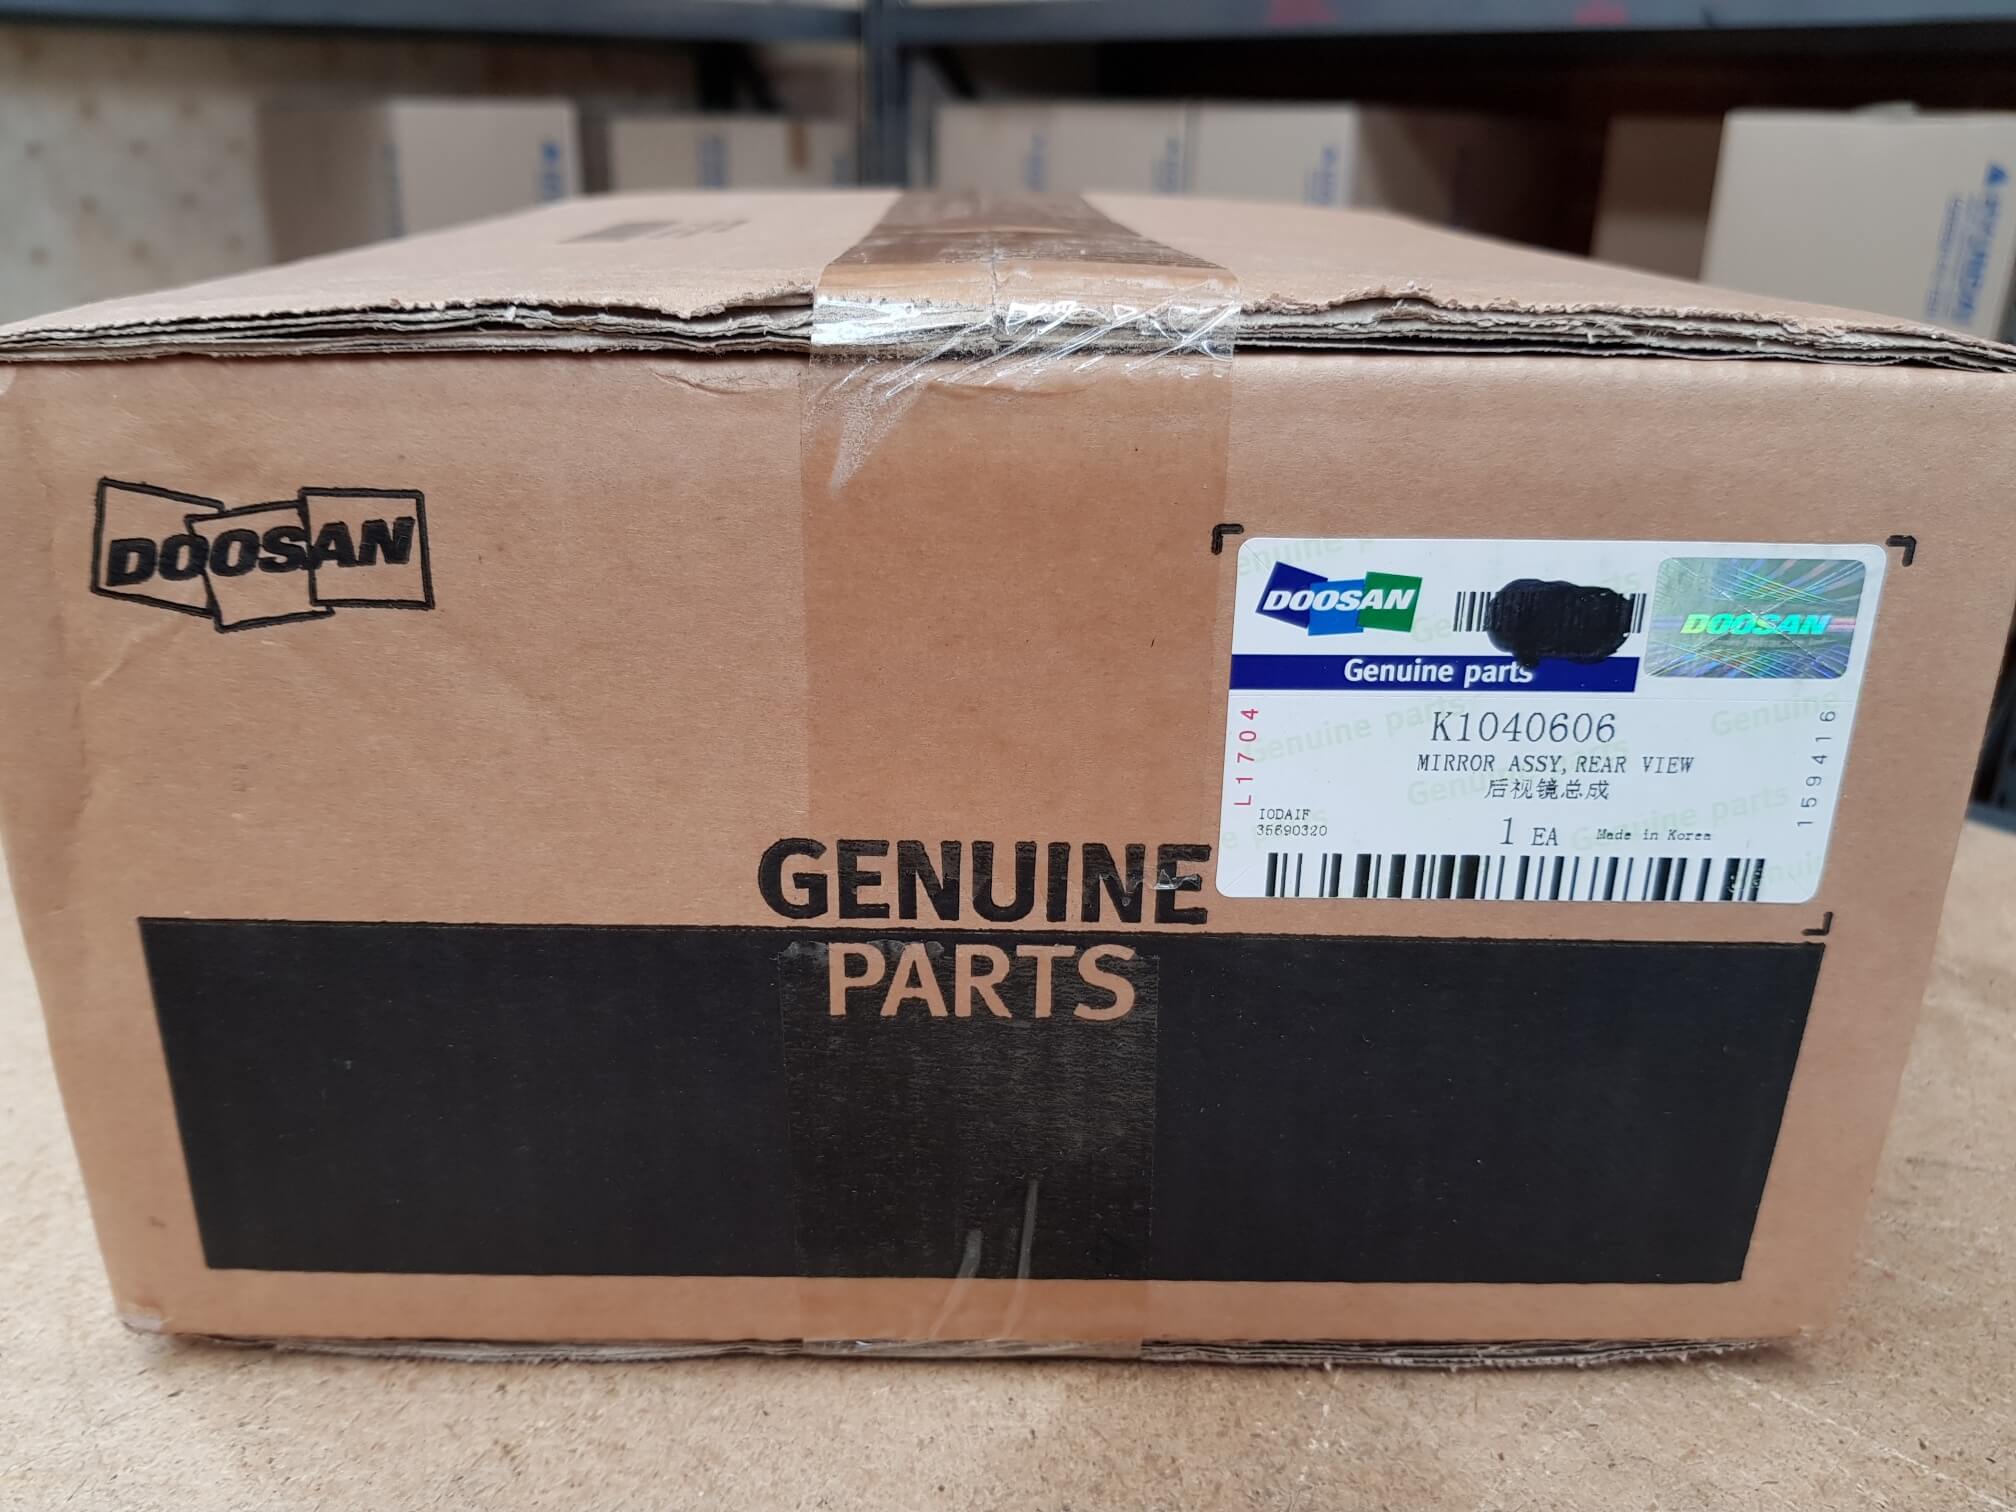 DOOSAN
GENUINE
PARTS
DOOSAN
DOOSAN
Genuine parts
K1040606
MIRROR ASSY, REAR VIEW
后视镜总成
IODAIF
35690320
1 EA Made in Korea
L1704
159416